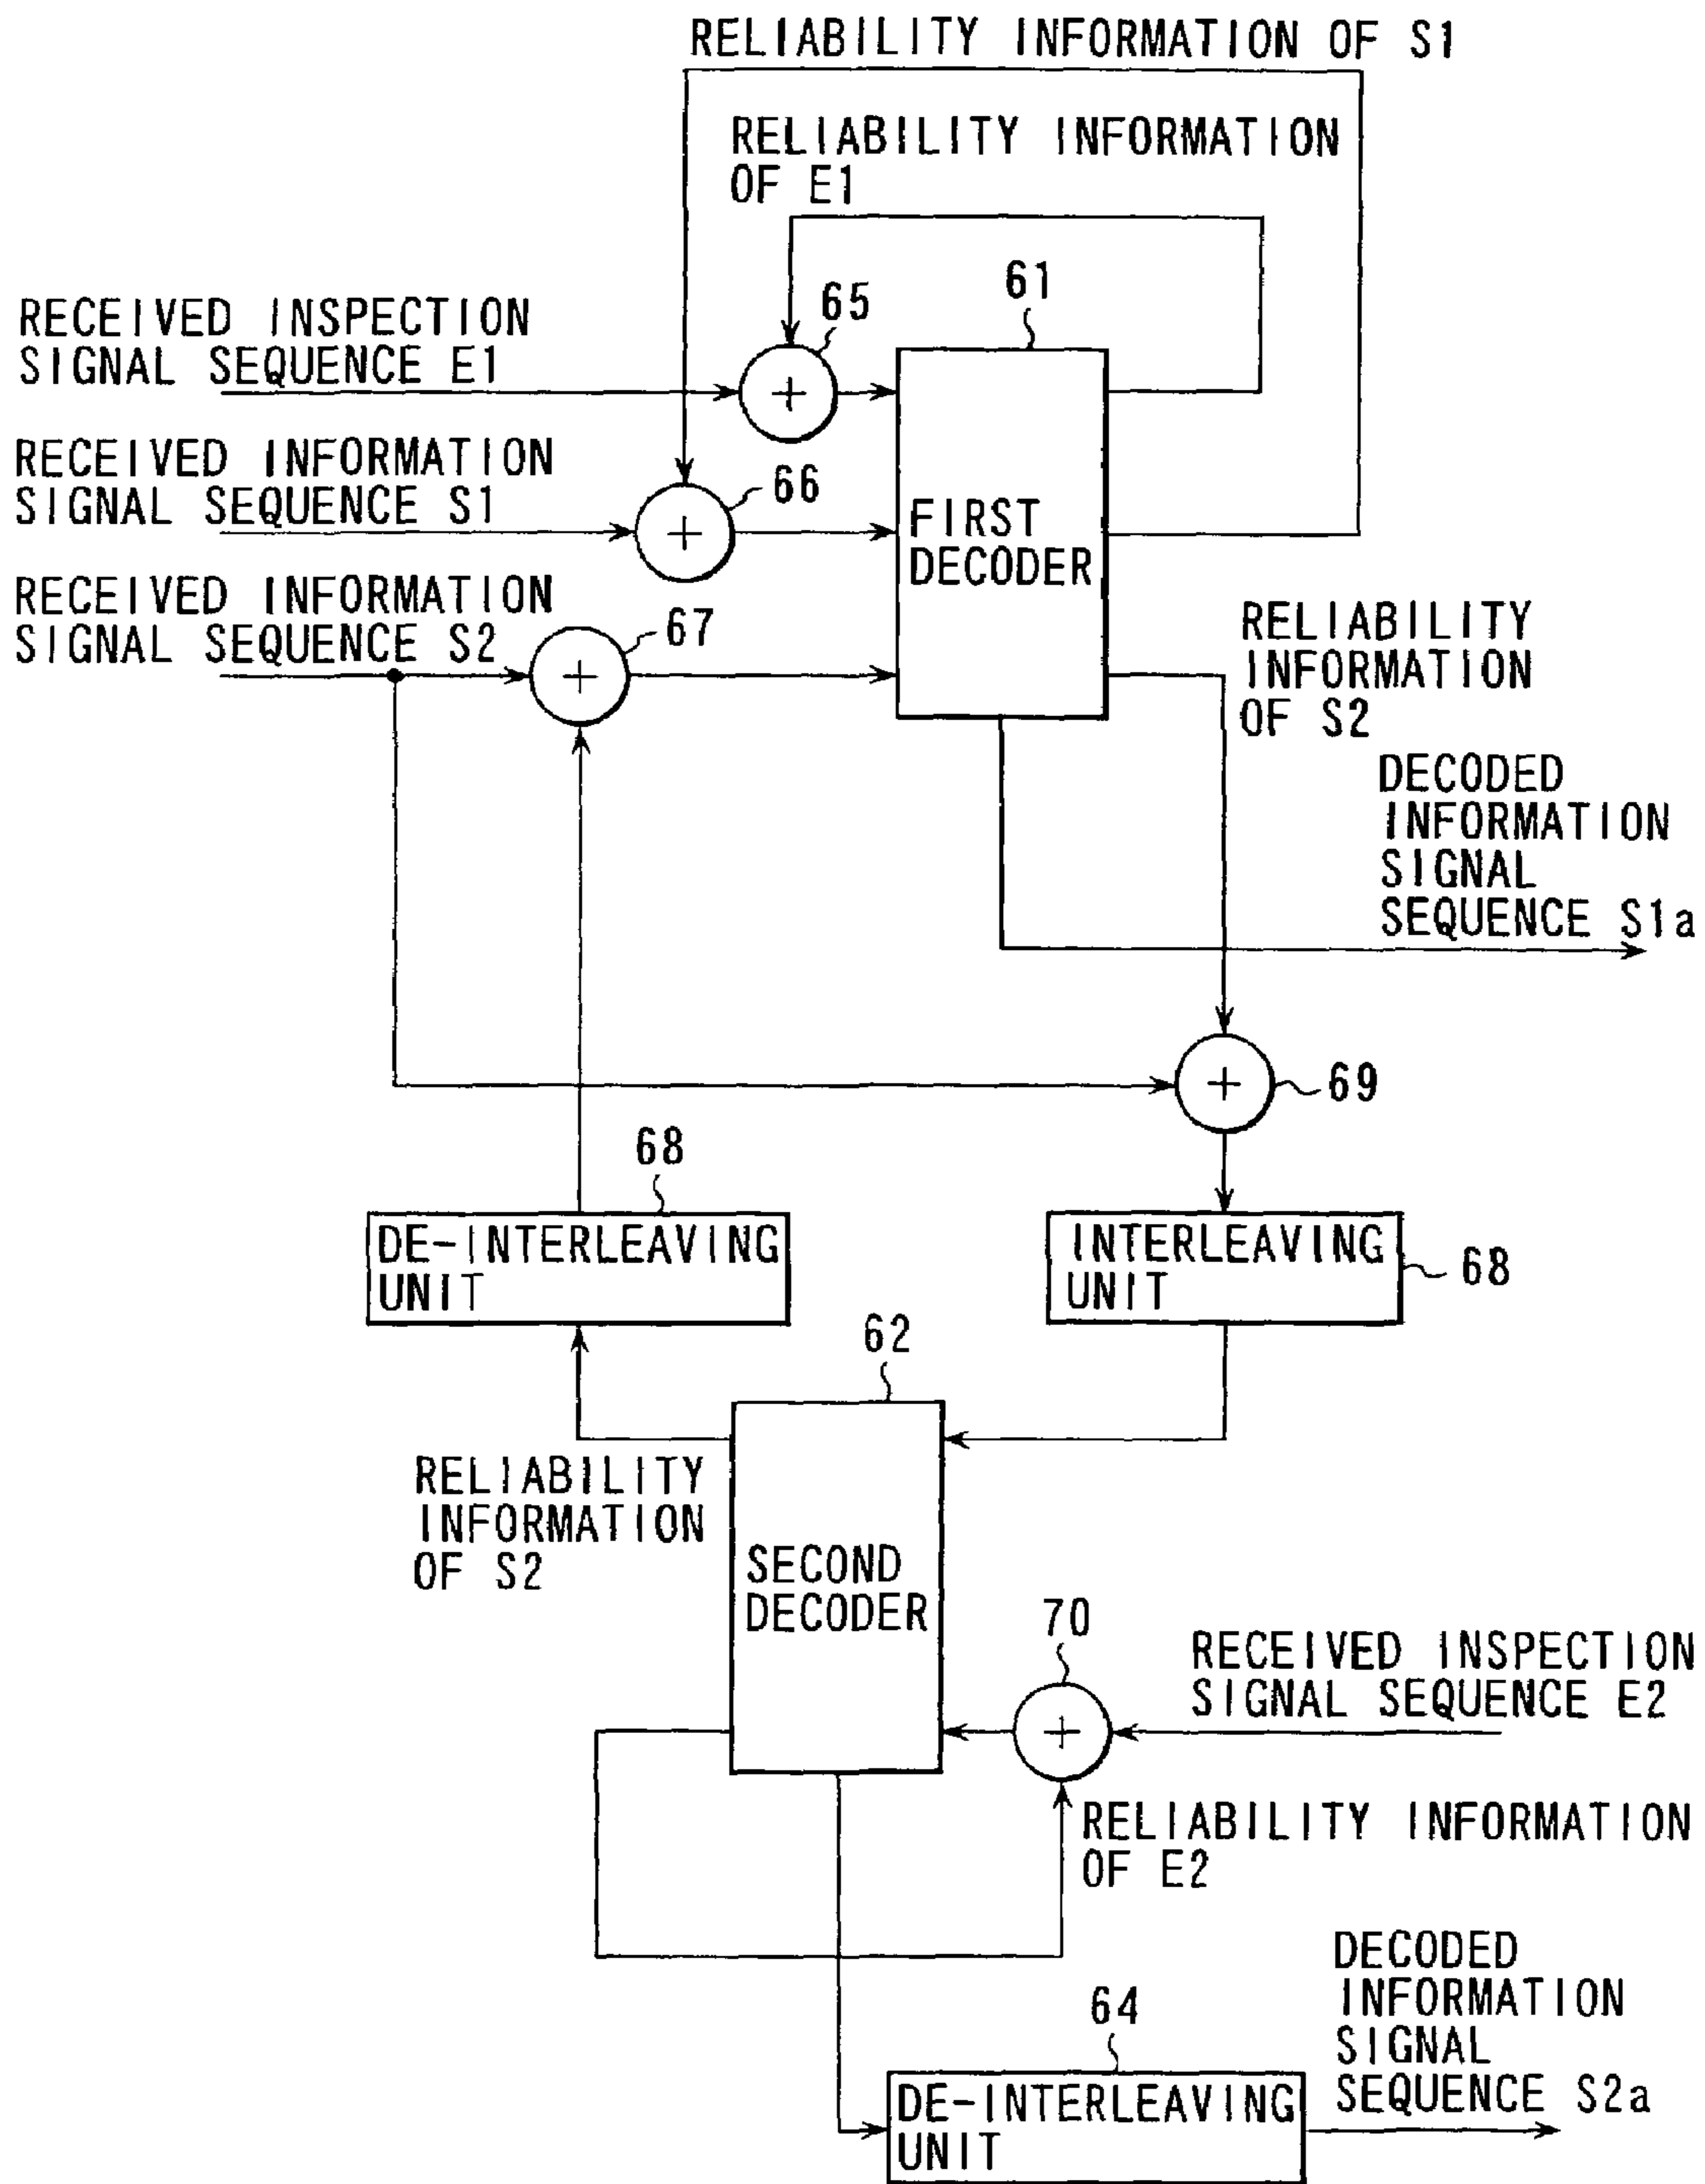 RELIABILITY INFORMATION OF S1
RELIABILITY INFORMATION
OF E1
61
65
RECEIVED INSPECTION
SIGNAL SEQUENCE E1
+
RECEIVED INFORMATION
SIGNAL SEQUENCE S1
66
+
FIRST
DECODER
RECEIVED INFORMATION
SIGNAL SEQUENCE S2
67
+
RELIABILITY
INFORMATION
OF S2
DECODED
INFORMATION
SIGNAL
SEQUENCE S1a
+
69
68
DE-INTERLEAVING
UNIT
INTERLEAVING
UNIT
68
62
RELIABILITY
INFORMATION
OF S2
SECOND
DECODER
70
+
RECEIVED INSPECTION
SIGNAL SEQUENCE E2
RELIABILITY INFORMATION
OF E2
64
DE-INTERLEAVING
UNIT
DECODED
INFORMATION
SIGNAL
SEQUENCE S2a